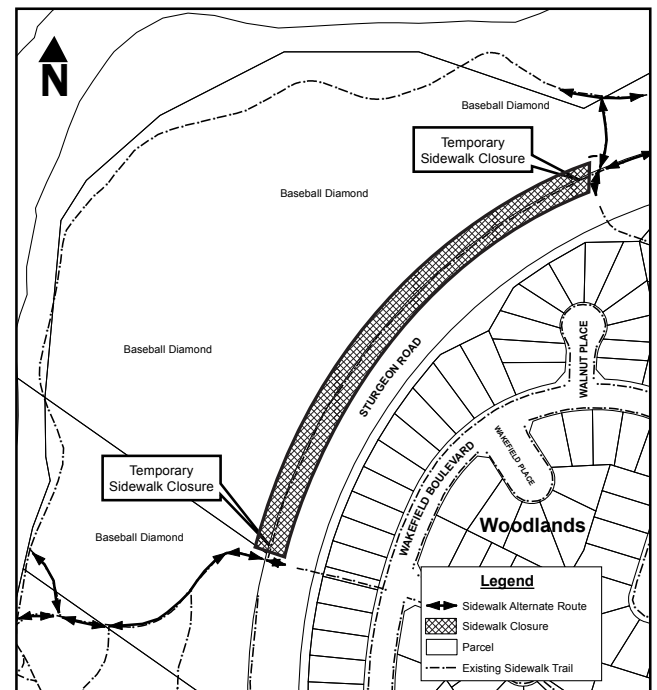 N
Baseball Diamond
Temporary
Sidewalk Closure
Baseball Diamond
Baseball Diamond
STURGEON ROAD
WALNUT PLACE
WAKEFIELD BOULEVARD
WAKEFIELD PLACE
Temporary
Sidewalk Closure
Woodlands
Baseball Diamond
Legend
Sidewalk Alternate Route
Sidewalk Closure
Parcel
Existing Sidewalk Trail